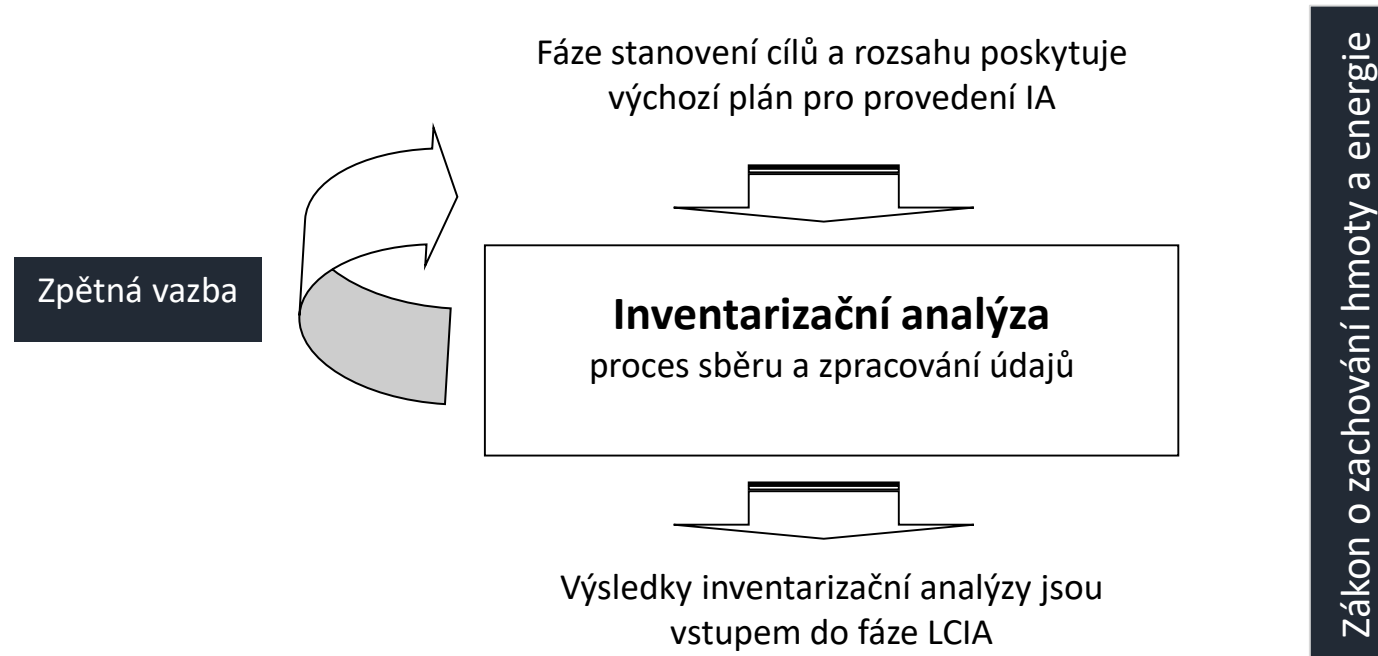 Fáze stanovení cílů a rozsahu poskytuje
výchozí plán pro provedení IA
Zpětná vazba
Inventarizační analýza
proces sběru a zpracování údajů
Výsledky inventarizační analýzy jsou
vstupem do fáze LCIA
Zákon o zachování hmoty a energie